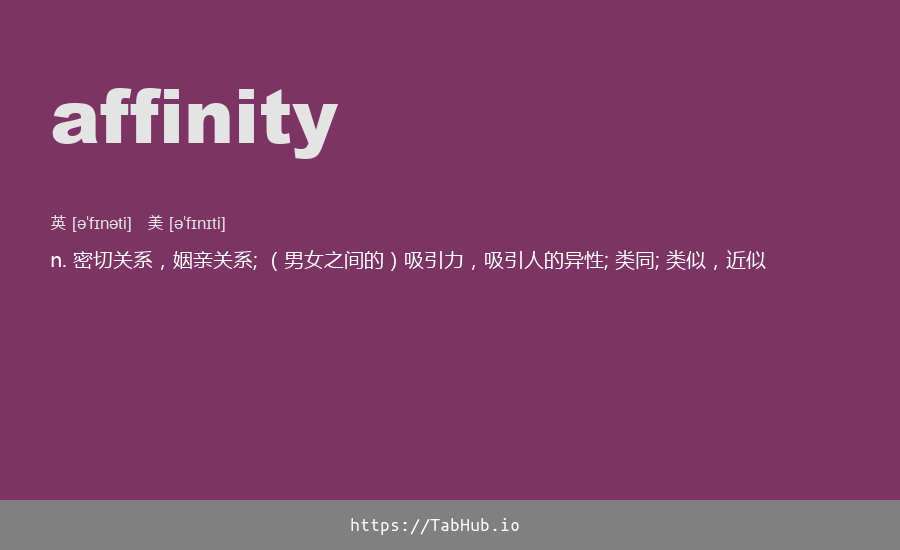 affinity
英 [ə'fɪnəti] 美 [ə'fɪnɪti]
n. 密切关系，姻亲关系; （男女之间的）吸引力，吸引人的异性; 类同; 类似，近似
https://TabHub.io